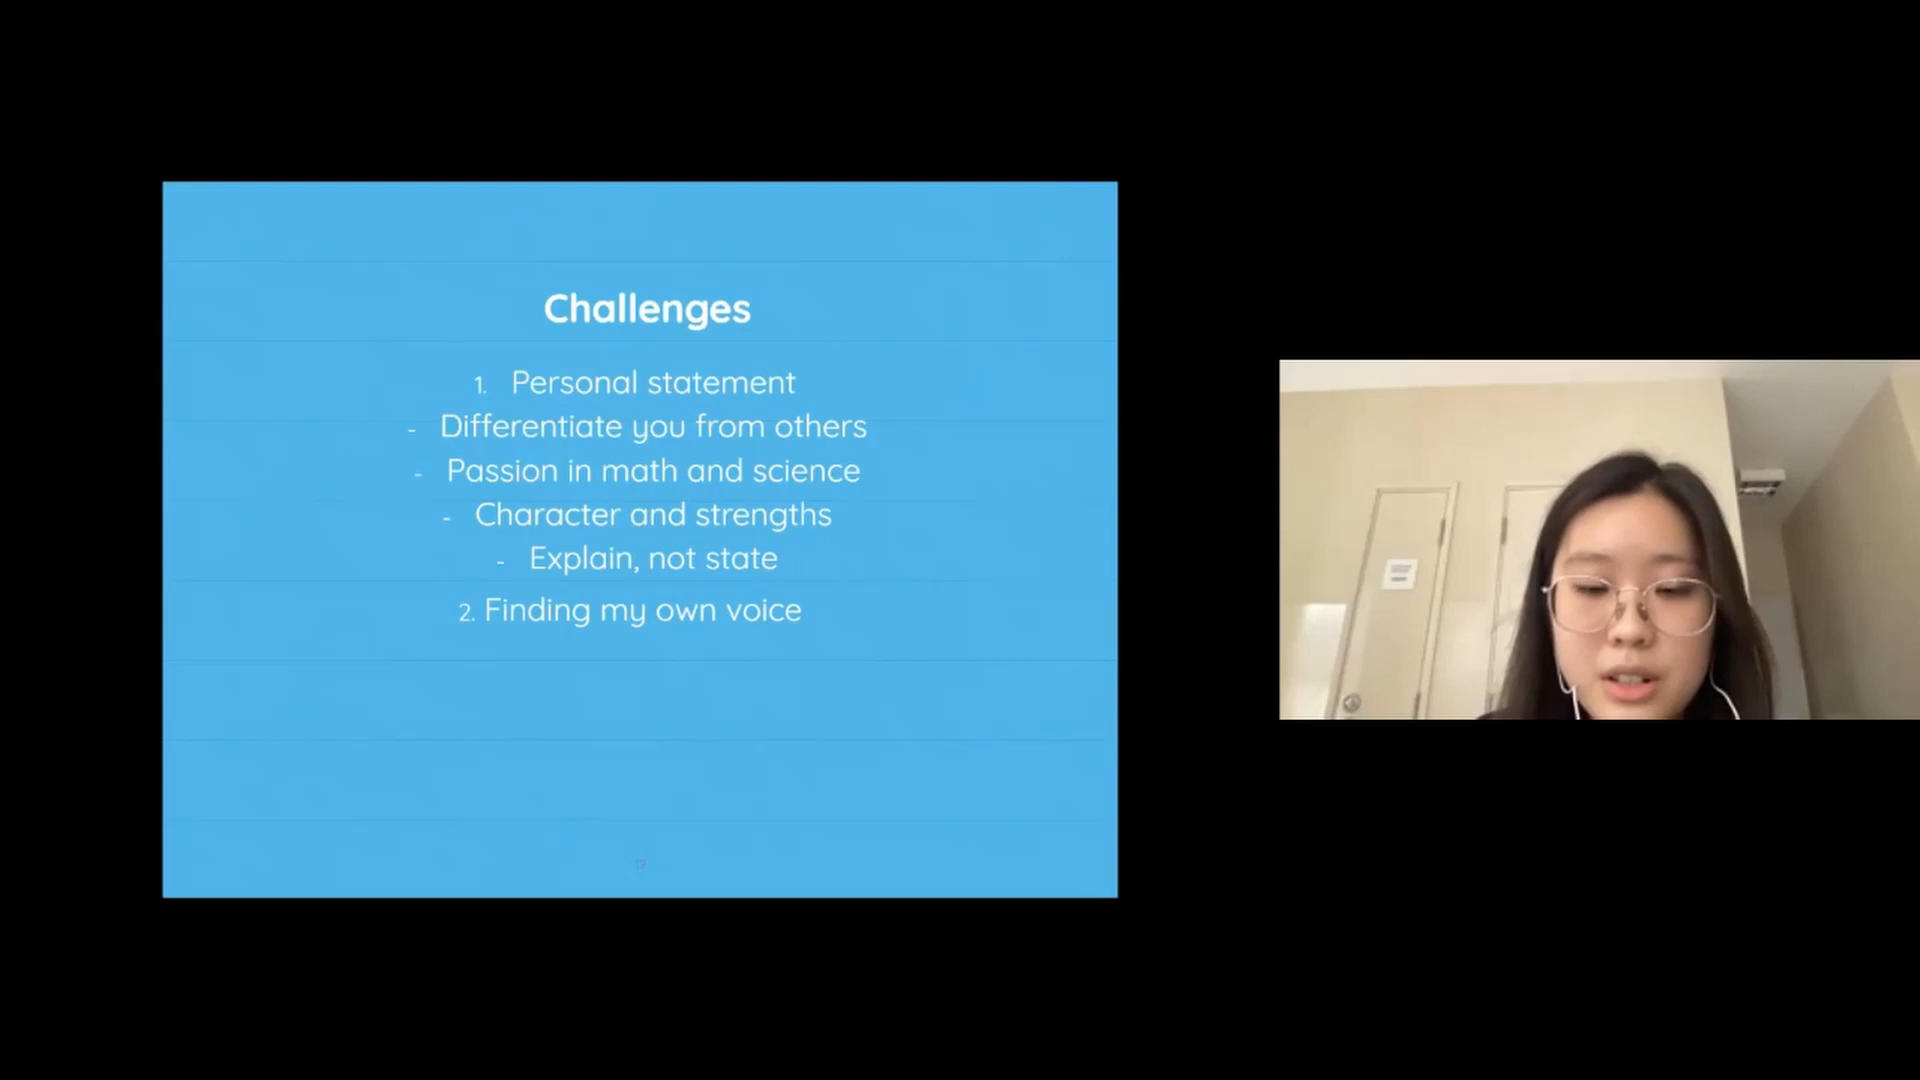 Challenges
1. Personal statement
- Differentiate you from others
- Passion in math and science
- Character and strengths
- Explain, not state
2. Finding my own voice